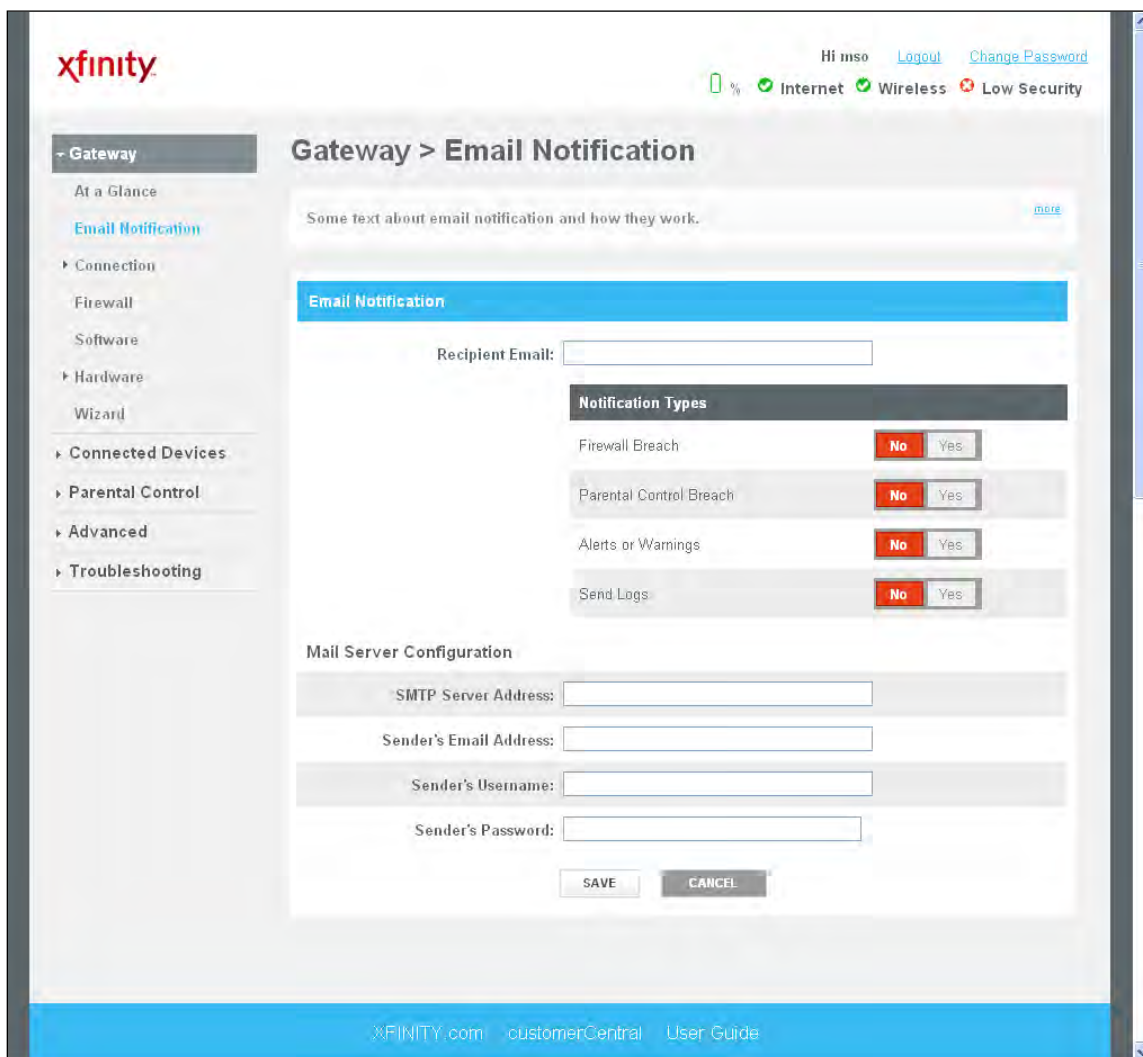 xfinity
Hi mso Logout Change Password
% Internet Wireless Low Security
Gateway
At a Glance
Email Notification
Connection
Firewall
Software
Hardware
Wizard
Connected Devices
Parental Control
Advanced
Troubleshooting
Gateway > Email Notification
Some text about email notification and how they work.
more
Email Notification
Recipient Email:
Notification Types
Firewall Breach No Yes
Parental Control Breach No Yes
Alerts or Warnings No Yes
Send Logs No Yes
Mail Server Configuration
SMTP Server Address:
Sender's Email Address:
Sender's Username:
Sender's Password:
SAVE CANCEL
XFINITY.com customerCentral User Guide